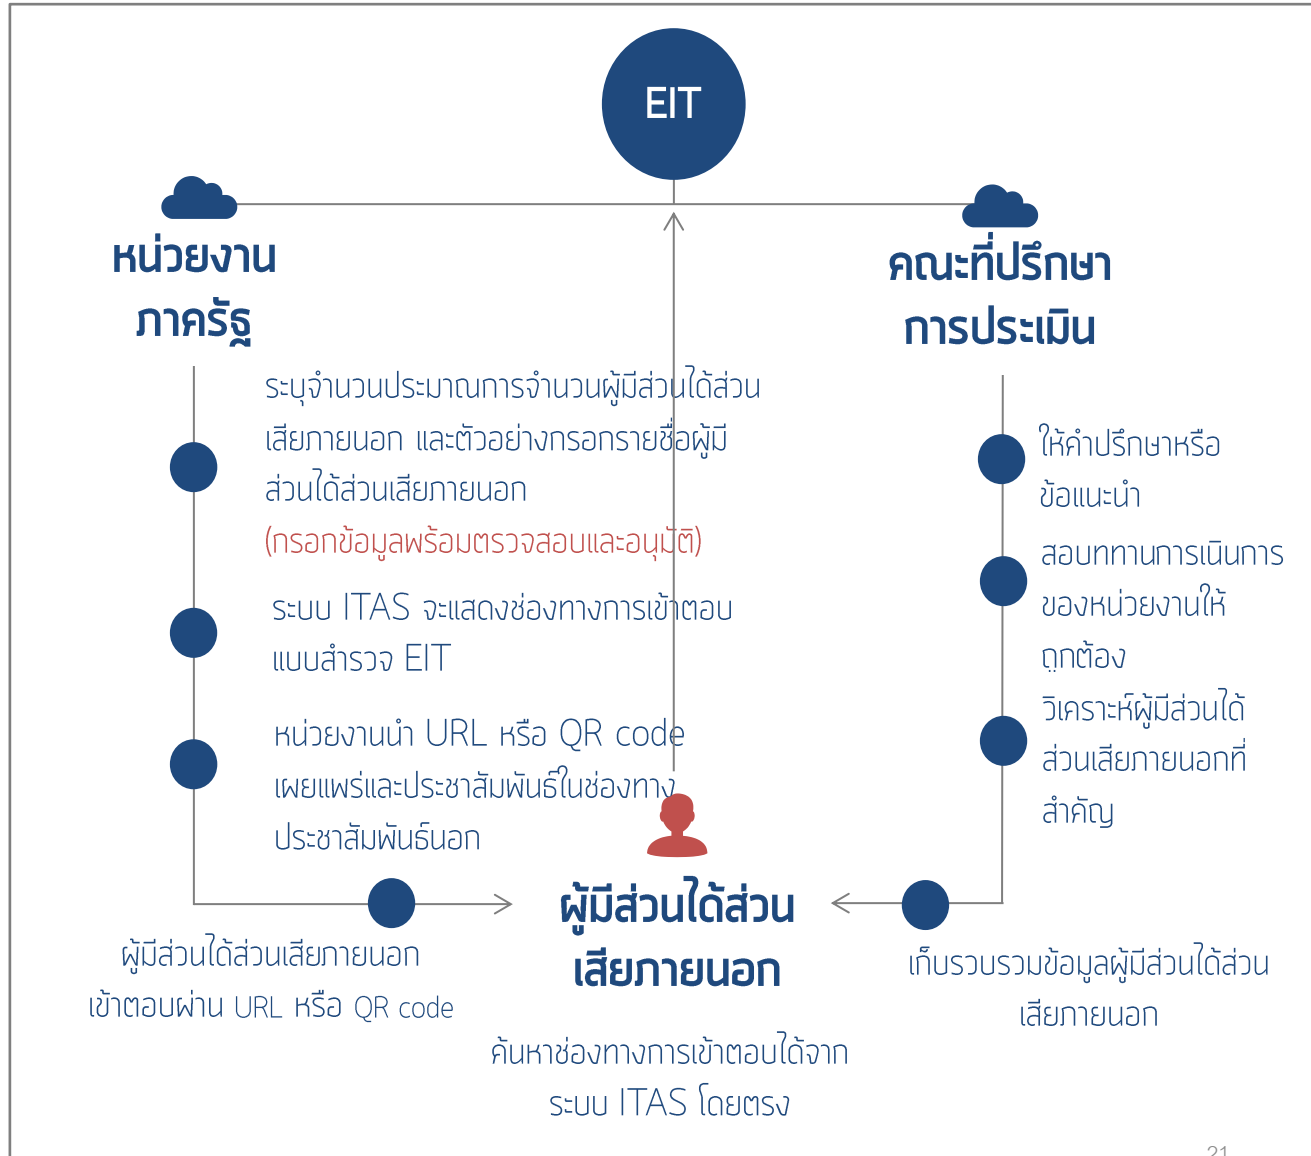 EIT
หน่วยงาน
ภาครัฐ
ระบุจำนวนประมาณการจำนวนผู้มีส่วนได้ส่วน
เสียภายนอก และตัวอย่างกรอกรายชื่อผู้มี
ส่วนได้ส่วนเสียภายนอก
(กรอกข้อมูลพร้อมตรวจสอบและอนุมัติ)
ระบบ ITAS จะแสดงช่องทางการเข้าตอบ
แบบสำรวจ EIT
หน่วยงานนำ URL หรือ QR code
เผยแพร่และประชาสัมพันธ์ในช่องทาง
ประชาสัมพันธ์นอก
ผู้มีส่วนได้ส่วนเสียภายนอก
เข้าตอบผ่าน URL หรือ QR code
คณะที่ปรึกษา
การประเมิน
ให้คำปรึกษาหรือ
ข้อแนะนำ
สอบททานการเนินการ
ของหน่วยงานให้
ถูกต้อง
วิเคราะห์ผู้มีส่วนได้
ส่วนเสียภายนอกที่
สำคัญ
เก็บรวบรวมข้อมูลผู้มีส่วนได้ส่วน
เสียภายนอก
ผู้มีส่วนได้ส่วน
เสียภายนอก
ค้นหาช่องทางการเข้าตอบได้จาก
ระบบ ITAS โดยตรง
21